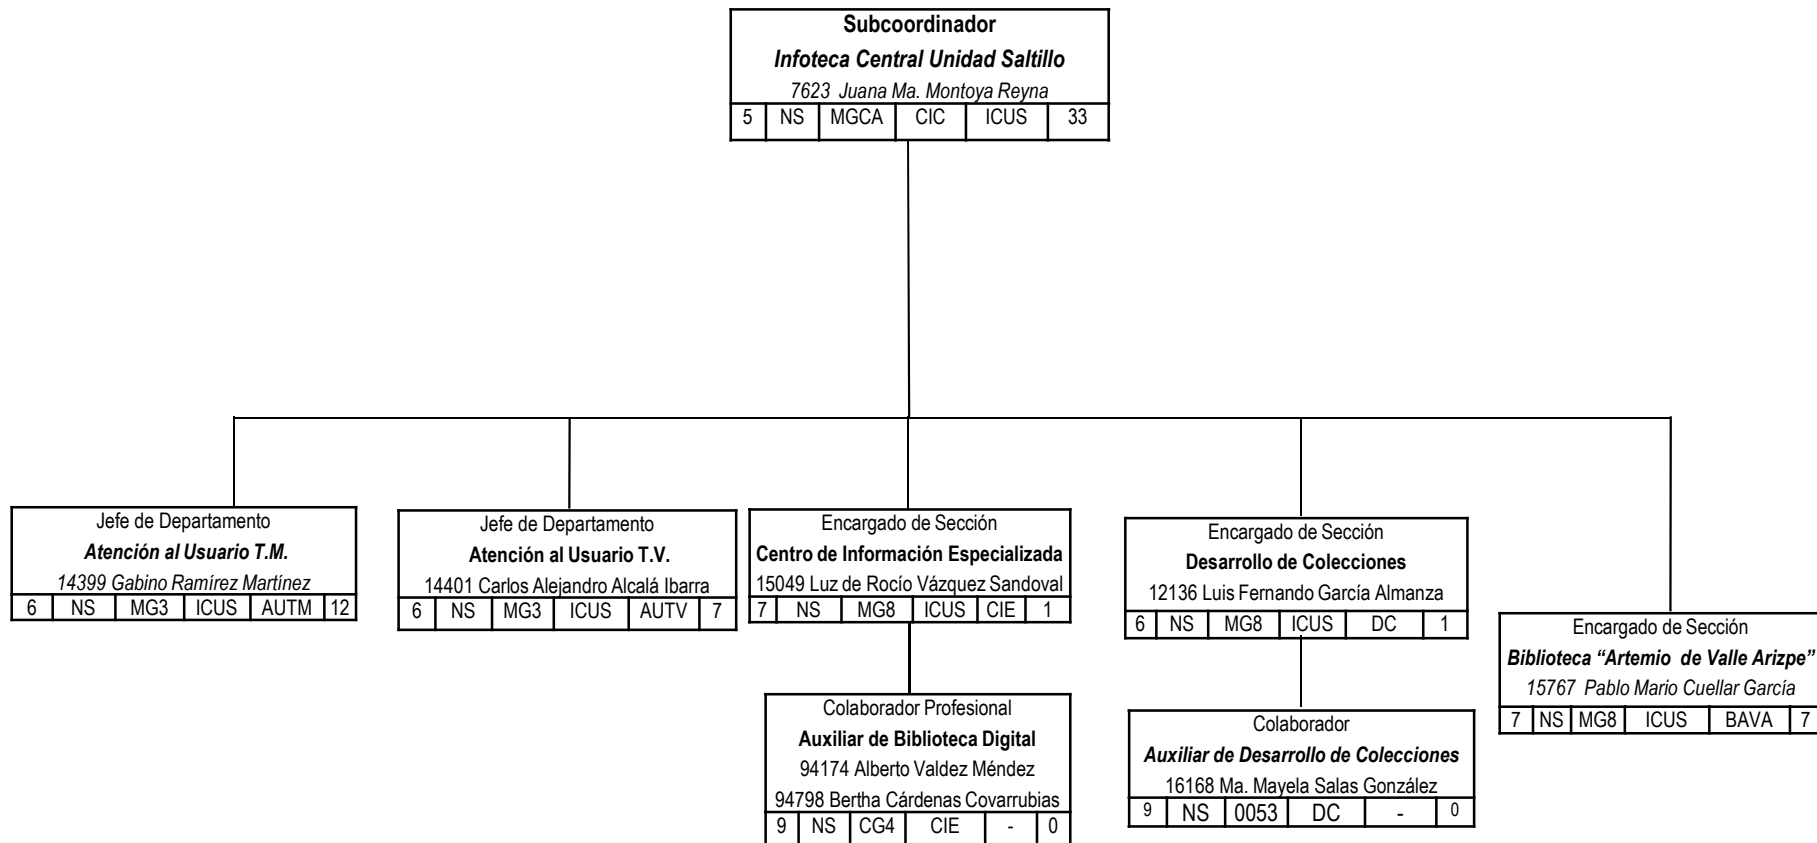 Subcoordinador
Infoteca Central Unidad Saltillo
7623 Juana Ma. Montoya Reyna
5 NS MGCA CIC ICUS 33
Jefe de Departamento
Atención al Usuario T.M.
14399 Gabino Ramírez Martínez
6 NS MG3 ICUS AUTM 12
Jefe de Departamento
Atención al Usuario T.V.
14401 Carlos Alejandro Alcalá Ibarra
6 NS MG3 ICUS AUTV 7
Encargado de Sección
Centro de Información Especializada
15049 Luz de Rocío Vázquez Sandoval
7 NS MG8 ICUS CIE 1
Encargado de Sección
Desarrollo de Colecciones
12136 Luis Fernando García Almanza
6 NS MG8 ICUS DC 1
Encargado de Sección
Biblioteca “Artemio de Valle Arizpe”
15767 Pablo Mario Cuellar García
7 NS MG8 ICUS BAVA 7
Colaborador Profesional
Auxiliar de Biblioteca Digital
94174 Alberto Valdez Méndez
94798 Bertha Cárdenas Covarrubias
9 NS CG4 CIE - 0
Colaborador
Auxiliar de Desarrollo de Colecciones
16168 Ma. Mayela Salas González
9 NS 0053 DC - 0